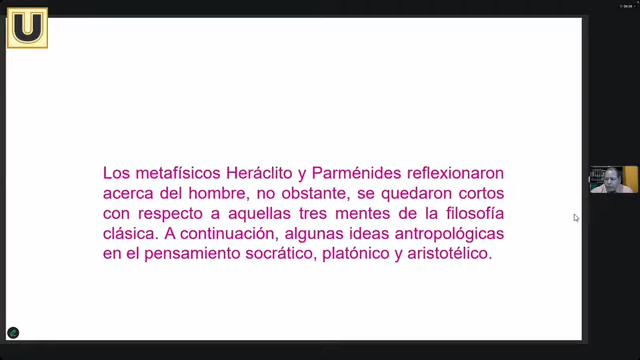 U
Los metafísicos Heráclito y Parménides reflexionaron
acerca del hombre, no obstante, se quedaron cortos
con respecto a aquellas tres mentes de la filosofía
clásica. A continuación, algunas ideas antropológicas
en el pensamiento socrático, platónico y aristotélico.